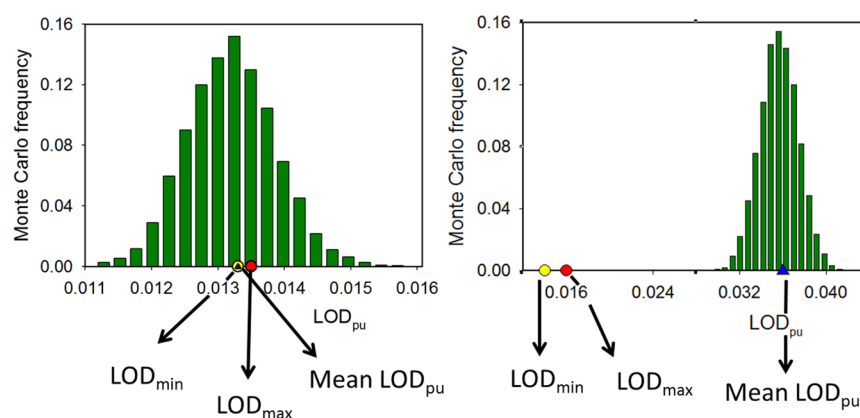 Monte Carlo frequency
0.16
0.12
0.08
0.04
0.00
0.011 0.012 0.013 0.014 0.015 0.016
LODpu
LODmin
LODmax
Mean LODpu
Monte Carlo frequency
0.16
0.12
0.08
0.04
0.00
0.016 0.024 0.032 0.040
LODpu
LODmin
LODmax
Mean LODpu